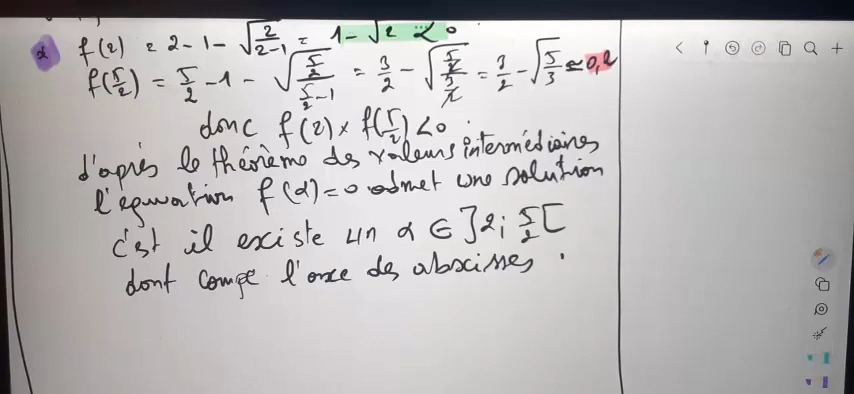 * f(2) = 2-1-√(2/(2-1)) = 1-√2 < 0
f(5/2) = 5/2 - 1 - √((5/2)/(5/2 - 1)) = 3/2 - √((5/2)/(3/2)) = 3/2 - √(5/3) ≃ 0,2
donc f(2) × f(5/2) < 0.
d'après le théorème des valeurs intermédiaires
l'equation f(α) = 0 admet une solution
c'est il existe un α ∈ ]2; 5/2[
dont coupe l'axe des abscisses.